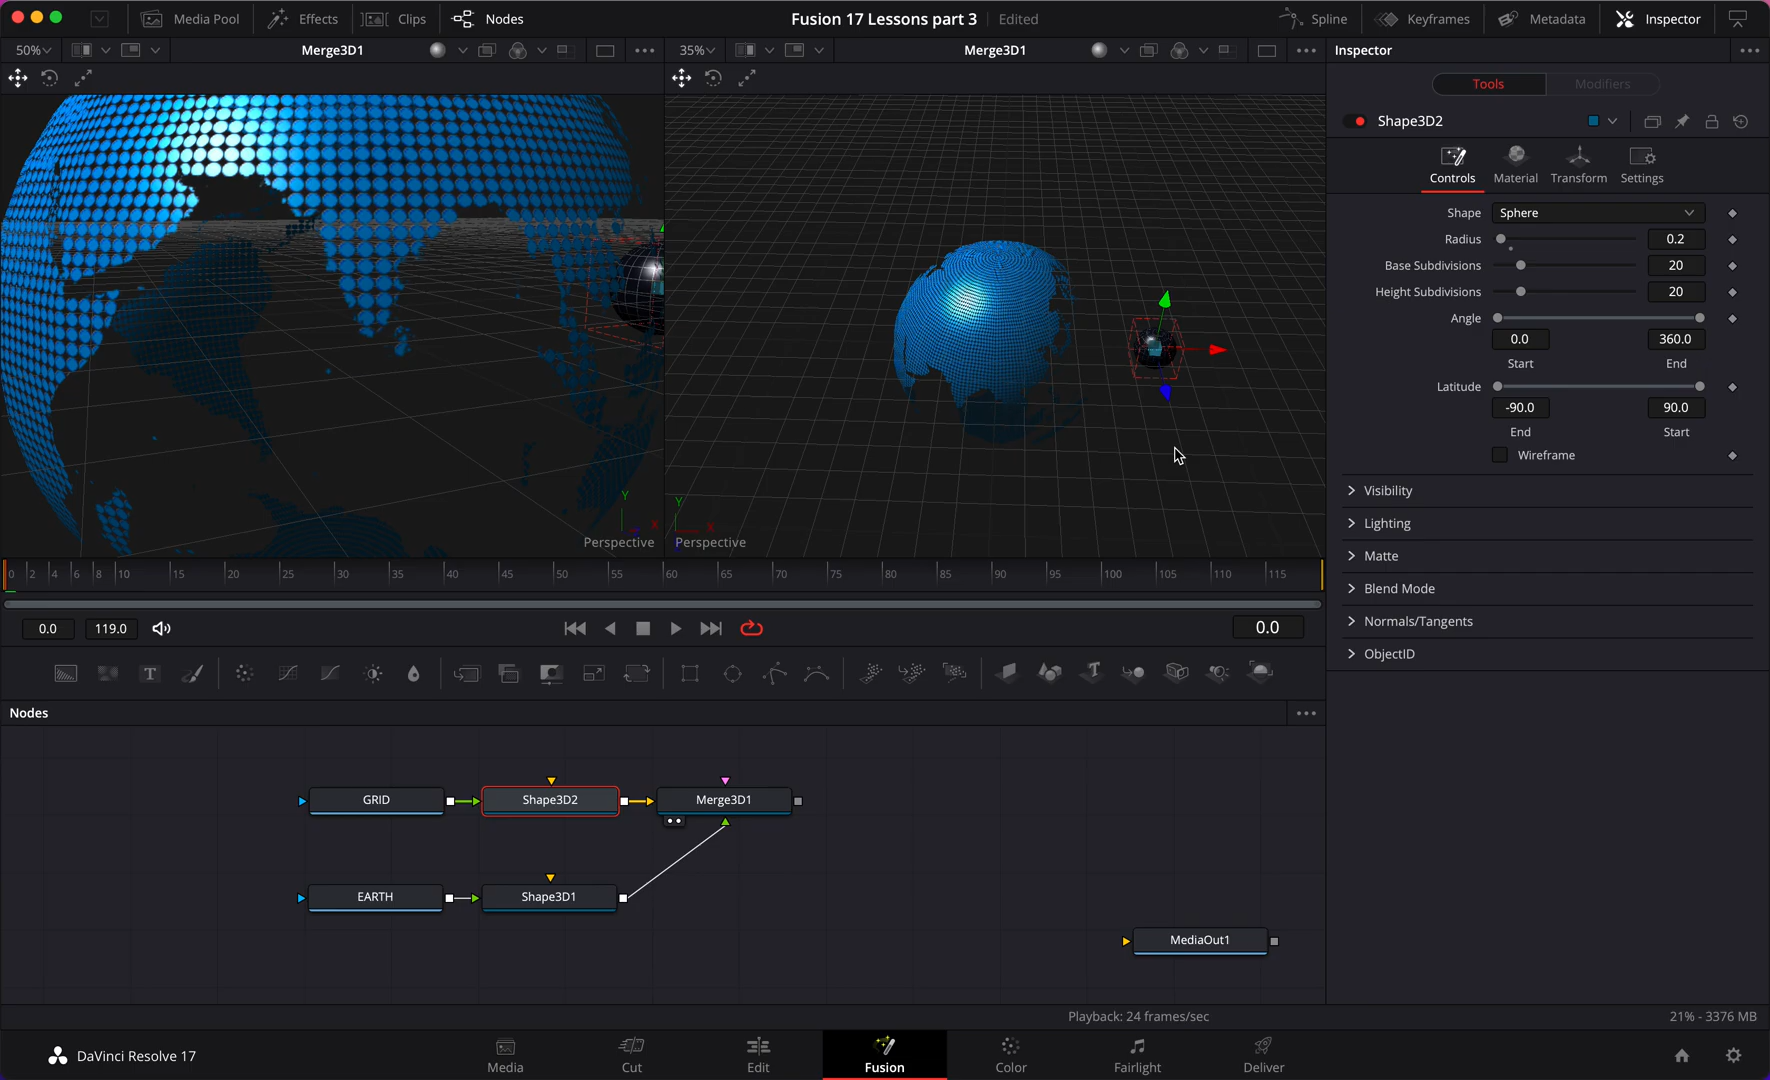 Media Pool Effects Clips Nodes Fusion 17 Lessons part 3 Edited Spline Keyframes Metadata Inspector
50% Merge3D1 35% Merge3D1 Inspector
Tools Modifiers
Shape3D2
Controls Material Transform Settings
Shape Sphere
Radius 0.2
Base Subdivisions 20
Height Subdivisions 20
Angle
0.0 360.0
Start End
Latitude
-90.0 90.0
End Start
Wireframe
Visibility
Lighting
Matte
Blend Mode
Normals/Tangents
ObjectID
Y X Perspective
Y X Perspective
0 2 4 6 8 10 15 20 25 30 35 40 45 50 55 60 65 70 75 80 85 90 95 100 105 110 115
0.0 119.0 0.0
T T
Nodes
GRID Shape3D2 Merge3D1
EARTH Shape3D1
MediaOut1
Playback: 24 frames/sec 21% - 3376 MB
DaVinci Resolve 17 Media Cut Edit Fusion Color Fairlight Deliver